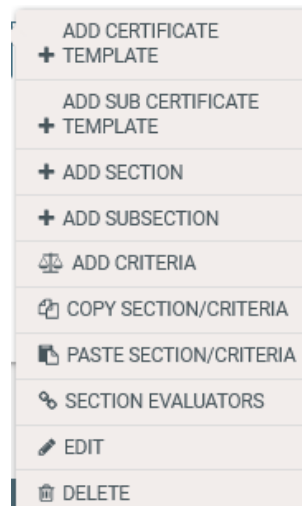 ADD CERTIFICATE
TEMPLATE
ADD SUB CERTIFICATE
TEMPLATE
ADD SECTION
ADD SUBSECTION
ADD CRITERIA
COPY SECTION/CRITERIA
PASTE SECTION/CRITERIA
SECTION EVALUATORS
EDIT
DELETE